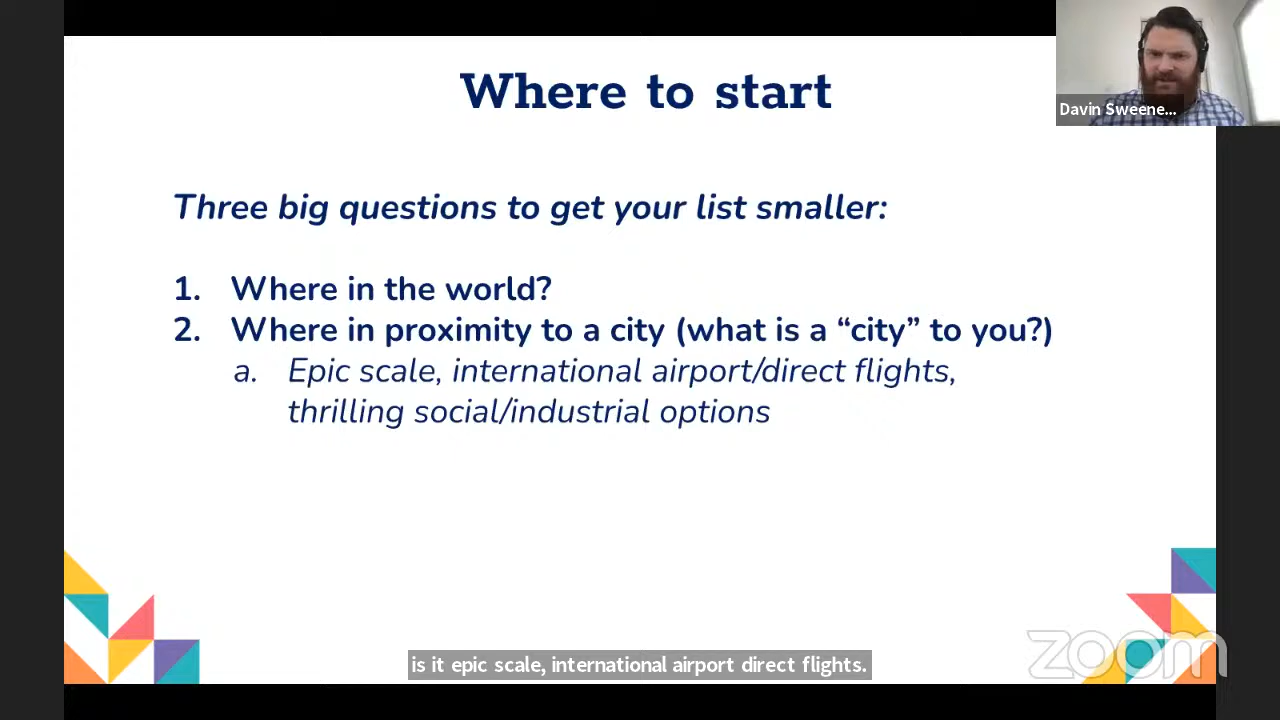 Where to start
Davin Sweene...
Three big questions to get your list smaller:
1. Where in the world?
2. Where in proximity to a city (what is a “city” to you?)
a. Epic scale, international airport/direct flights,
thrilling social/industrial options
zoom
is it epic scale, international airport direct flights.